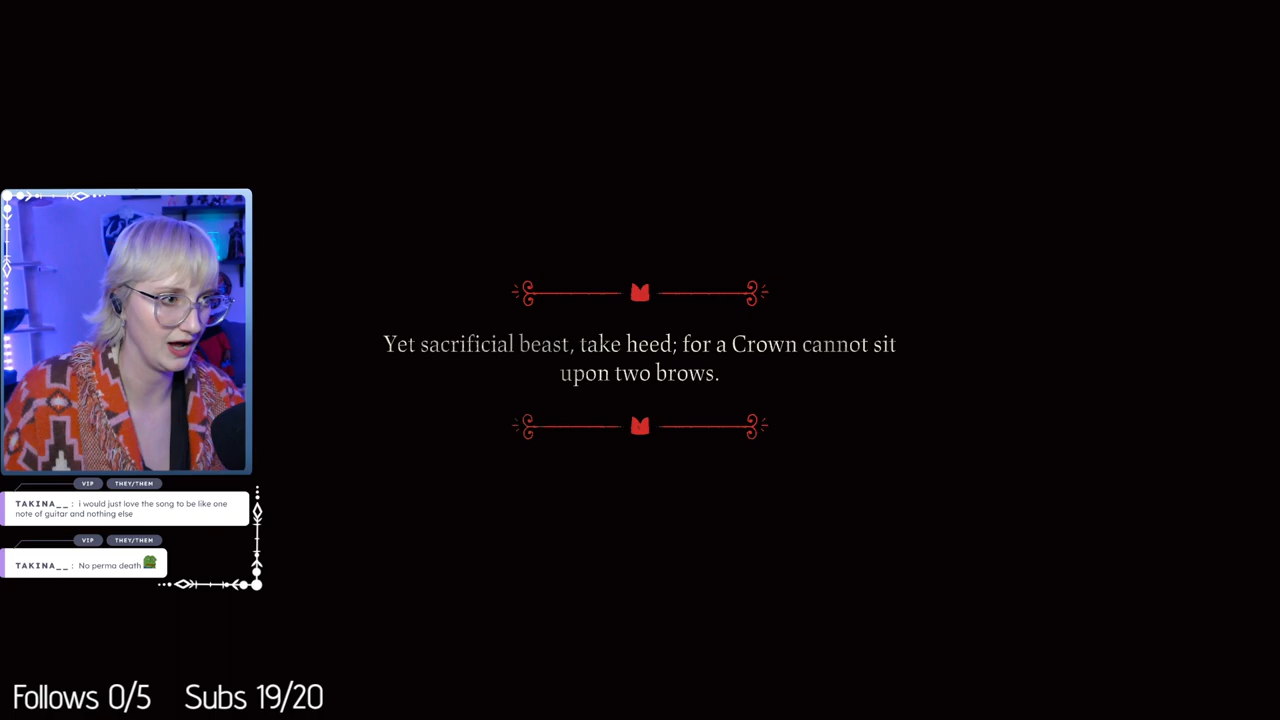 Yet sacrificial beast, take heed; for a Crown cannot sit
upon two brows.
VIP THEY/THEM
TAKINA__ : i would just love the song to be like one
note of guitar and nothing else
VIP THEY/THEM
TAKINA__ : No perma death
Follows 0/5 Subs 19/20